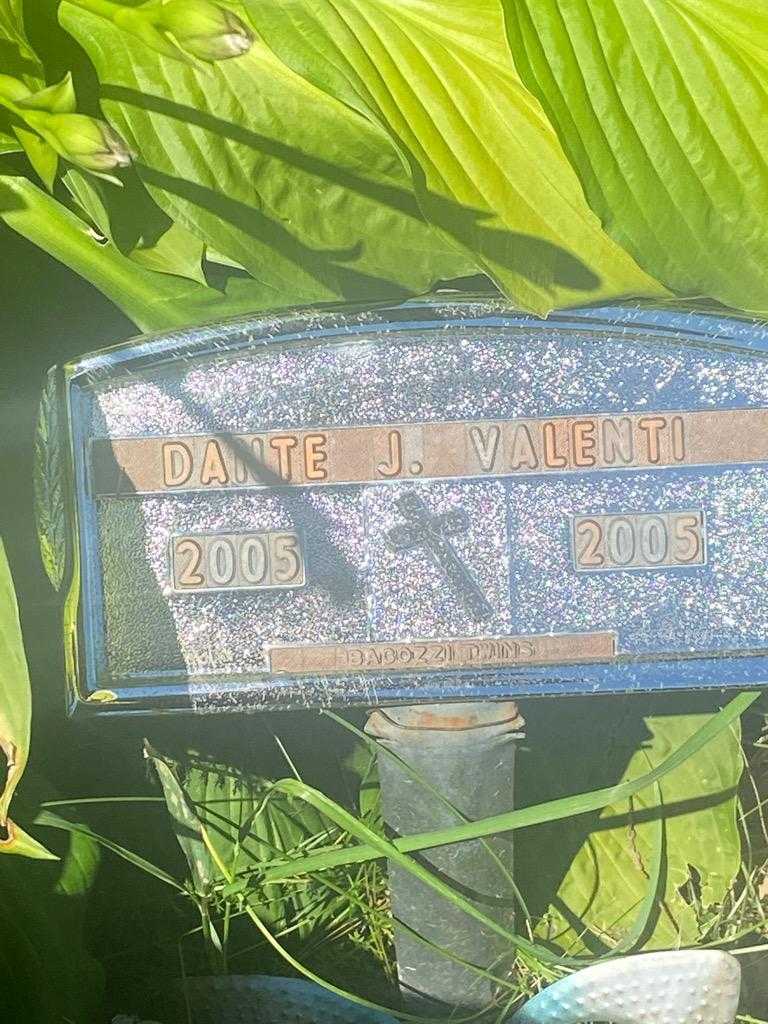 DANTE J. VALENTI
2005 2005
BAGOZZI TWINS